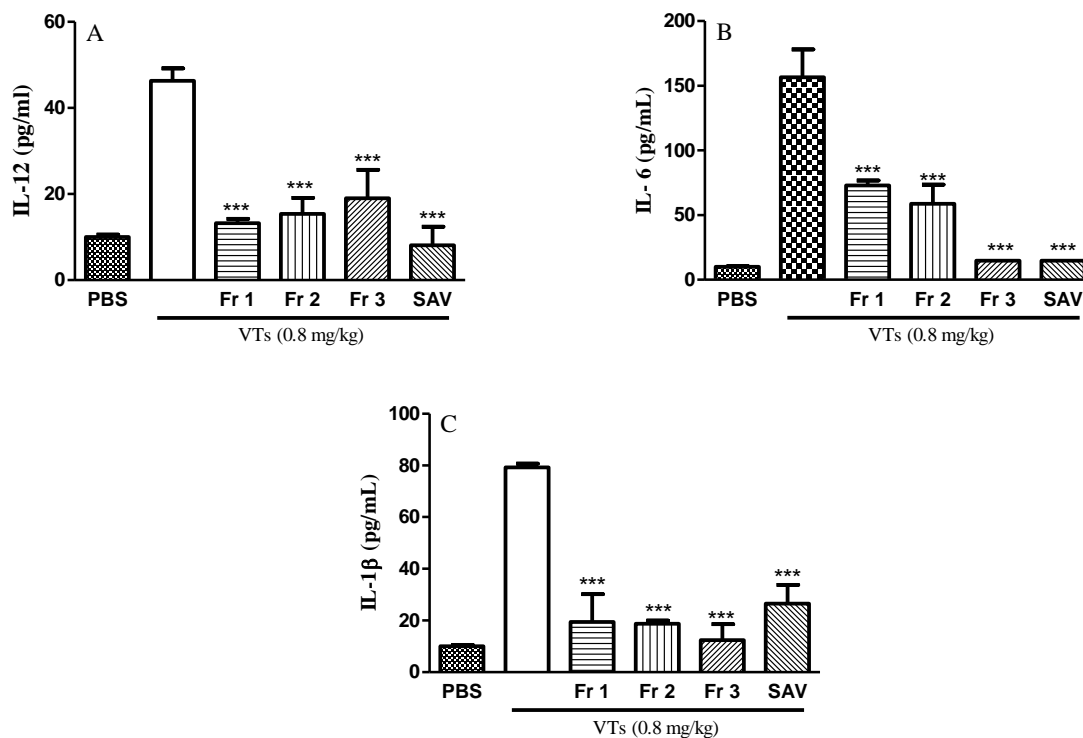 A
IL-12 (pg/ml)
60
40
20
0
***
***
***
***
PBS
Fr 1
Fr 2
Fr 3
SAV
VTs (0.8 mg/kg)
B
IL- 6 (pg/mL)
200
150
100
50
0
***
***
***
***
PBS
Fr 1
Fr 2
Fr 3
SAV
VTs (0.8 mg/kg)
C
IL-1β (pg/mL)
100
80
60
40
20
0
***
***
***
***
PBS
Fr 1
Fr 2
Fr 3
SAV
VTs (0.8 mg/kg)